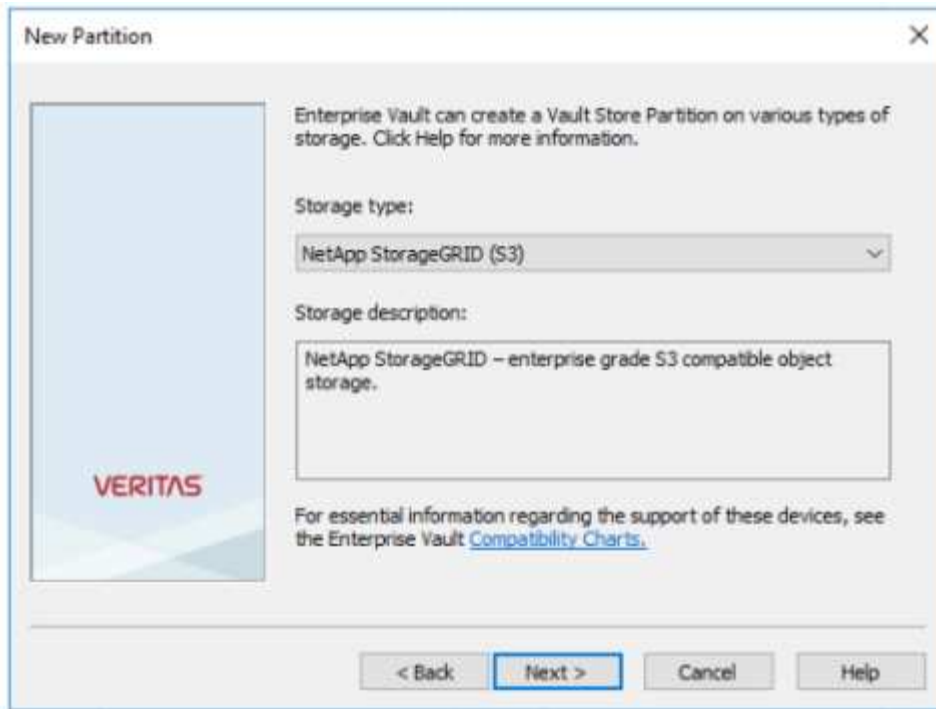 New Partition
Enterprise Vault can create a Vault Store Partition on various types of
storage. Click Help for more information.
Storage type:
NetApp StorageGRID (S3)
Storage description:
NetApp StorageGRID – enterprise grade S3 compatible object
storage.
VERITAS
For essential information regarding the support of these devices, see
the Enterprise Vault Compatibility Charts.
< Back
Next >
Cancel
Help